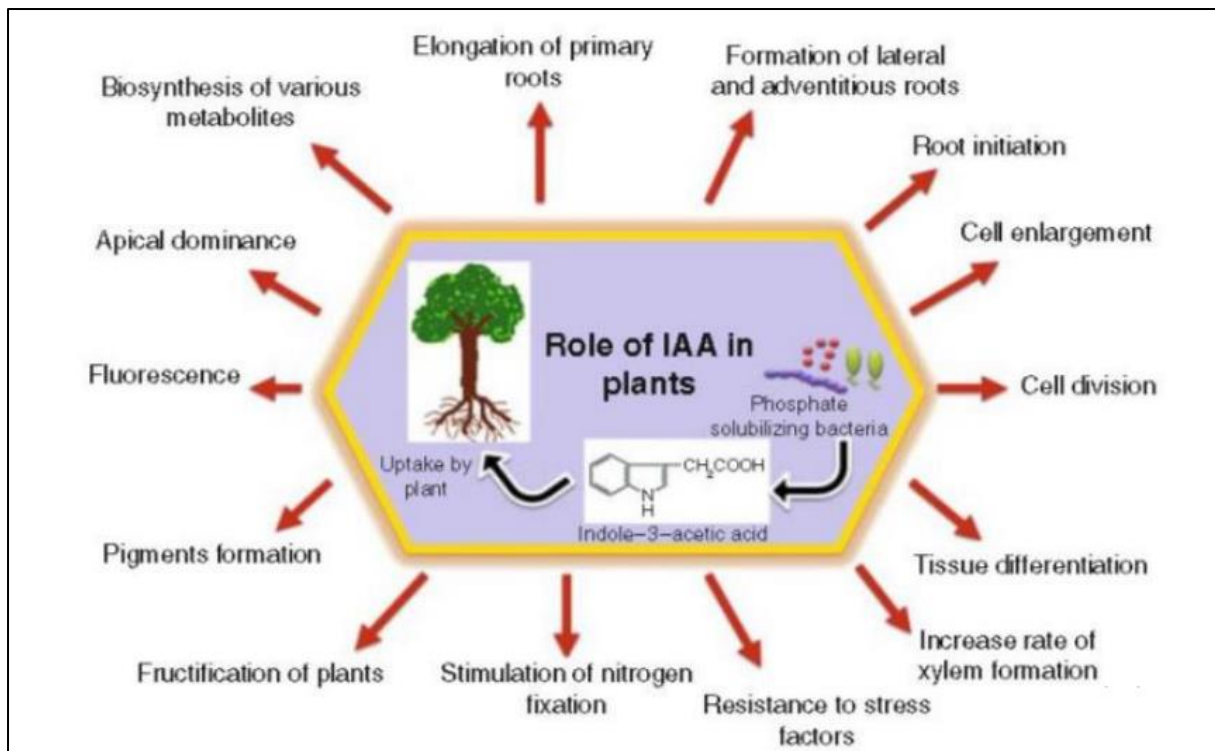 Elongation of primary
roots
Formation of lateral
and adventitious roots
Biosynthesis of various
metabolites
Root initiation
Apical dominance
Cell enlargement
Role of IAA in
plants
Fluorescence
Cell division
Phosphate
solubilizing bacteria
Uptake by
plant
CH2COOH
N
H
Indole-3-acetic acid
Pigments formation
Tissue differentiation
Fructification of plants
Stimulation of nitrogen
fixation
Resistance to stress
factors
Increase rate of
xylem formation